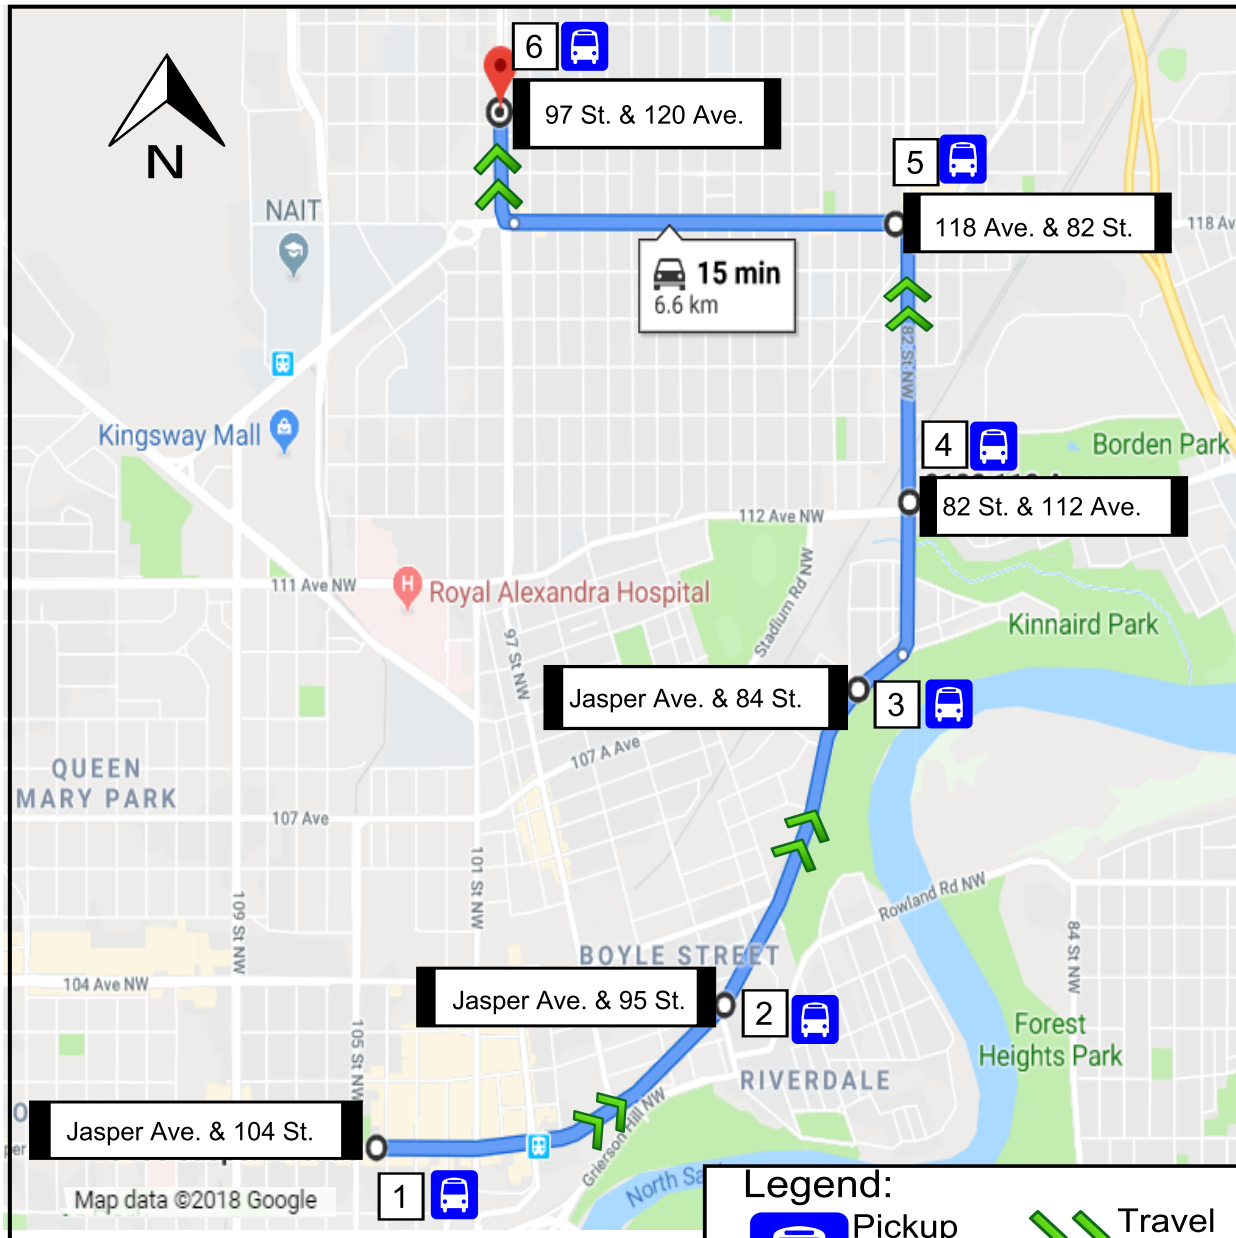 6
97 St. & 120 Ave.
N
5
NAIT
118 Ave. & 82 St.
118 Av
15 min
6.6 km
82 St NW
Kingsway Mall
4
Borden Park
82 St. & 112 Ave.
112 Ave NW
111 Ave NW
Royal Alexandra Hospital
H
Stadium Rd NW
Kinnaird Park
97 St NW
Jasper Ave. & 84 St.
3
107 A Ave
QUEEN
MARY PARK
107 Ave
101 St NW
109 St NW
Rowland Rd NW
84 St NW
BOYLE STREET
104 Ave NW
Jasper Ave. & 95 St.
2
105 St NW
Forest
Heights Park
RIVERDALE
Grierson Hill NW
Jasper Ave. & 104 St.
1
Map data ©2018 Google
North Sa
Legend:
Pickup
Travel